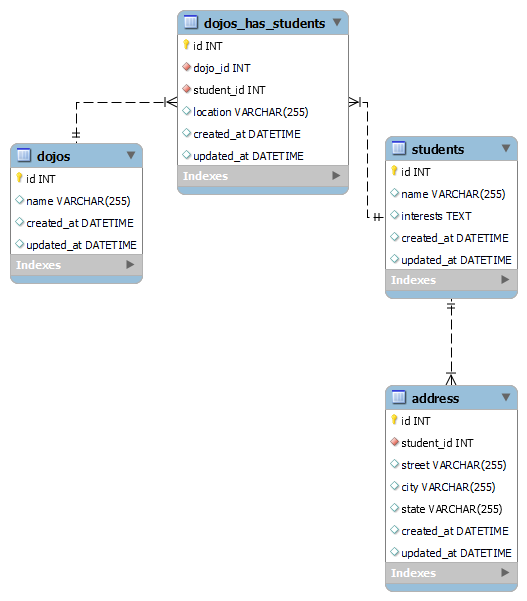 dojos_has_students
id INT
dojo_id INT
student_id INT
location VARCHAR(255)
created_at DATETIME
updated_at DATETIME
Indexes
dojos
id INT
name VARCHAR(255)
created_at DATETIME
updated_at DATETIME
Indexes
students
id INT
name VARCHAR(255)
interests TEXT
created_at DATETIME
updated_at DATETIME
Indexes
address
id INT
student_id INT
street VARCHAR(255)
city VARCHAR(255)
state VARCHAR(255)
created_at DATETIME
updated_at DATETIME
Indexes